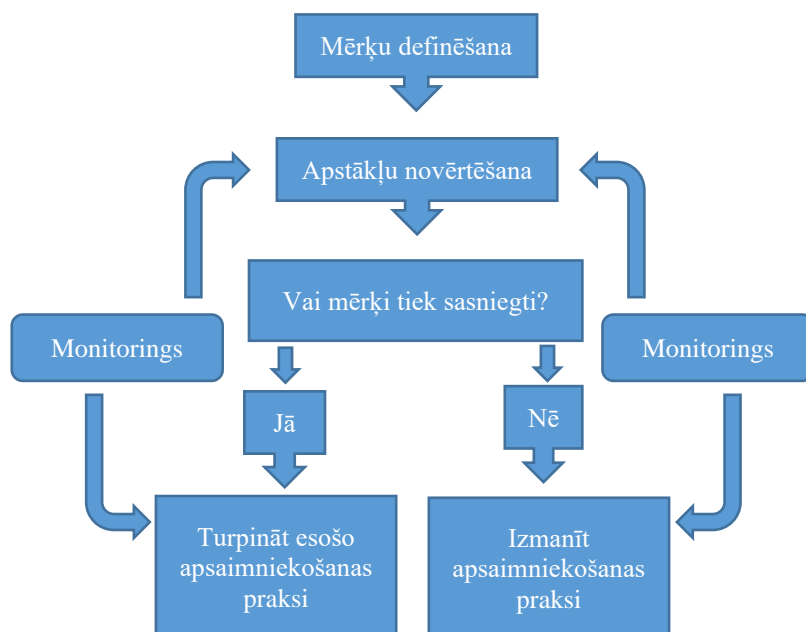 Mērķu definēšana
Apstākļu novērtēšana
Vai mērķi tiek sasniegti?
Monitorings
Monitorings
Jā
Nē
Turpināt esošo
apsaimniekošanas
praksi
Izmanīt
apsaimniekošanas
praksi